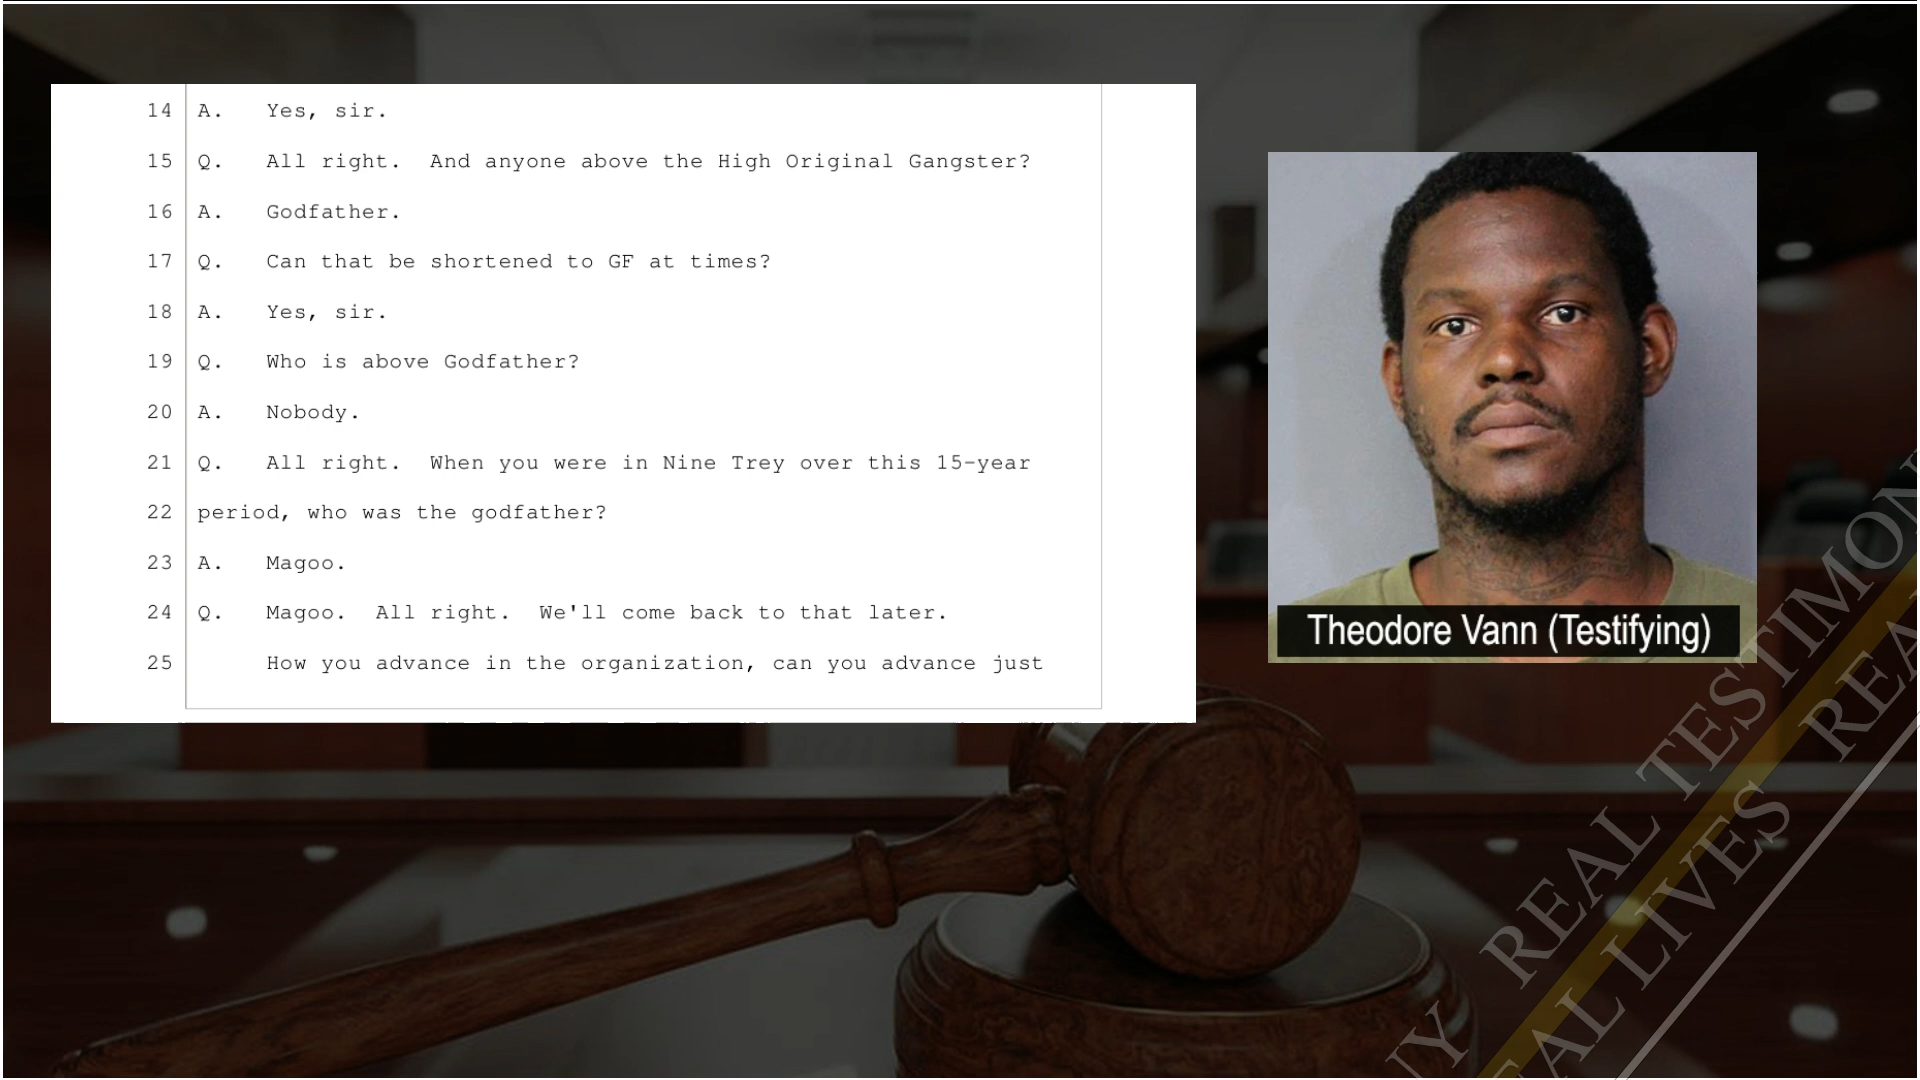 14 A. Yes, sir.
15 Q. All right. And anyone above the High Original Gangster?
16 A. Godfather.
17 Q. Can that be shortened to GF at times?
18 A. Yes, sir.
19 Q. Who is above Godfather?
20 A. Nobody.
21 Q. All right. When you were in Nine Trey over this 15-year
22 period, who was the godfather?
23 A. Magoo.
24 Q. Magoo. All right. We'll come back to that later.
25 How you advance in the organization, can you advance just
Theodore Vann (Testifying)
REAL TESTIMON
REAL LIVES REA